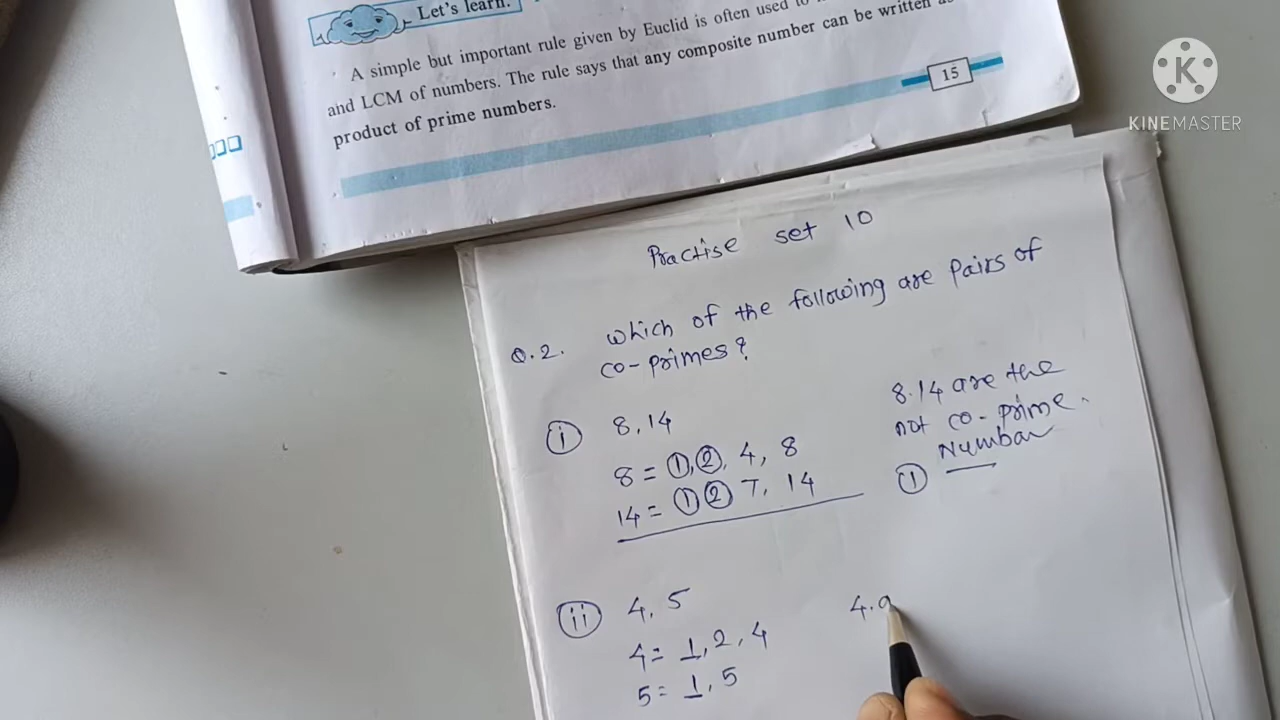 Let's learn.
A simple but important rule given by Euclid is often used to
and LCM of numbers. The rule says that any composite number can be written as
product of prime numbers.
15
K
KINEMASTER
Practise set 10
Q.2. which of the following are pairs of
co-primes?
i 8,14
8 = 1, 2, 4, 8
14 = 1 2 7, 14
8.14 are the
not co-prime.
Number
1
ii 4, 5
4 = 1, 2, 4
5 = 1, 5
4.